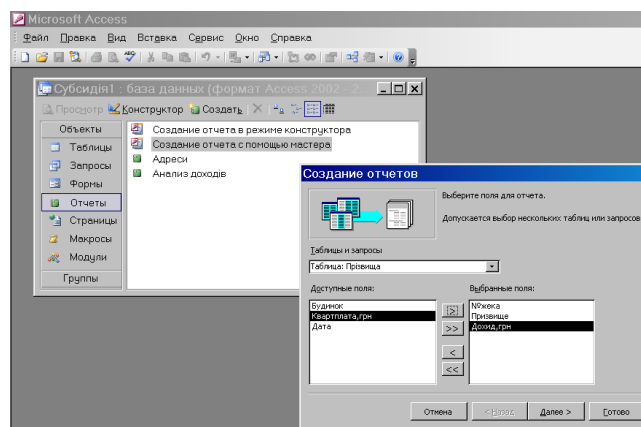 Microsoft Access
Файл Правка Вид Вставка Сервис Окно Справка
Субсидія1 : база данных (формат Access 2002 - 2
Просмотр Конструктор Создать
Объекты
Таблицы
Запросы
Формы
Отчеты
Страницы
Макросы
Модули
Группы
Создание отчета в режиме конструктора
Создание отчета с помощью мастера
Адреси
Анализ доходів
Создание отчетов
Выберите поля для отчета.
Допускается выбор нескольких таблиц или запросов
Таблицы и запросы
Таблица: Прізвища
Доступные поля:
Будинок
Квартплата,грн
Дата
>
>>
<
<<
Выбранные поля:
№жека
Призвище
Доход,грн
Отмена < Назад Далее > Готово